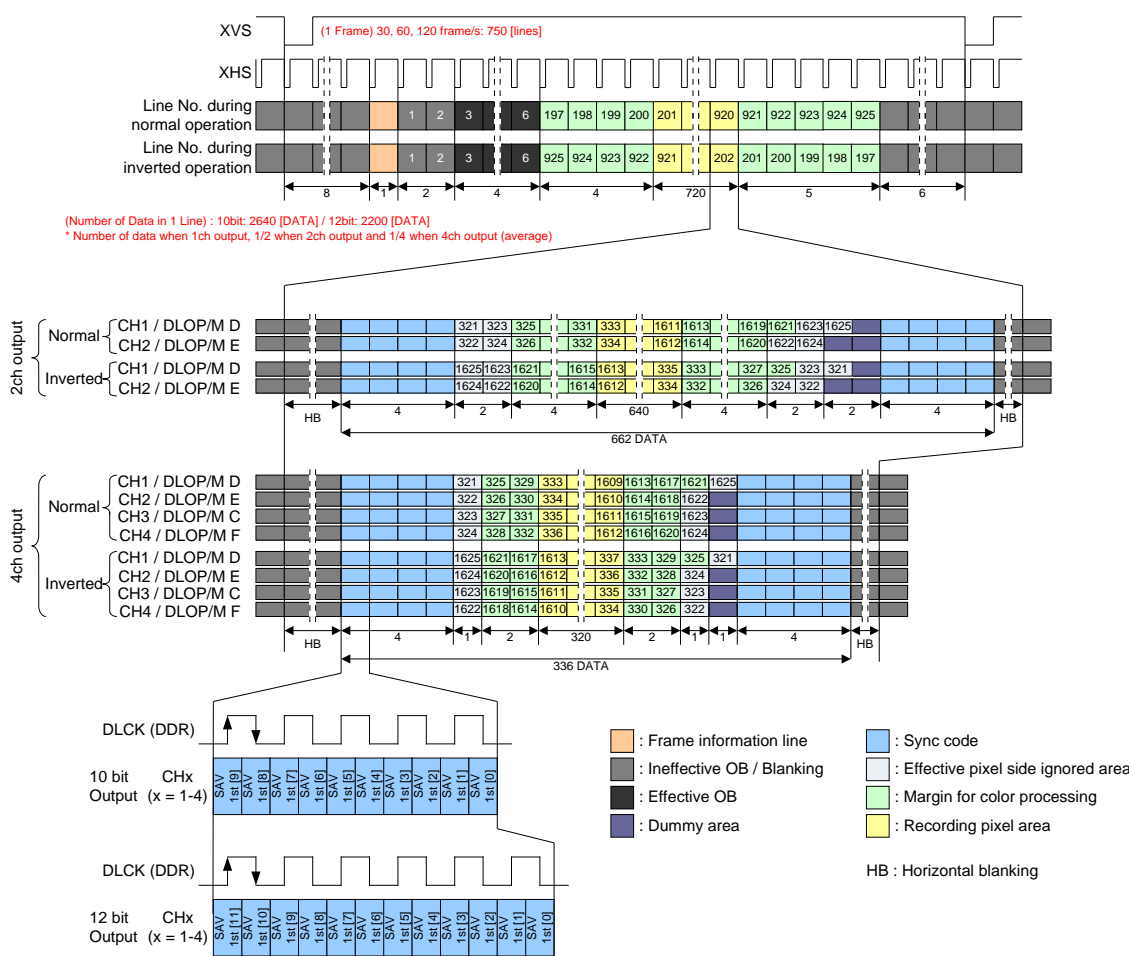 XVS
(1 Frame) 30, 60, 120 frame/s: 750 [lines]
XHS
Line No. during normal operation
1 2 3 6 197 198 199 200 201 920 921 922 923 924 925
Line No. during inverted operation
1 2 3 6 925 924 923 922 921 202 201 200 199 198 197
8 1 2 4 4 720 5 6
(Number of Data in 1 Line) : 10bit: 2640 [DATA] / 12bit: 2200 [DATA]
* Number of data when 1ch output, 1/2 when 2ch output and 1/4 when 4ch output (average)
2ch output
Normal
CH1 / DLOP/M D 321 323 325 331 333 1611 1613 1619 1621 1623 1625
CH2 / DLOP/M E 322 324 326 332 334 1612 1614 1620 1622 1624
Inverted
CH1 / DLOP/M D 1625 1623 1621 1615 1613 335 333 327 325 323 321
CH2 / DLOP/M E 1624 1622 1620 1614 1612 334 332 326 324 322
HB 4 2 4 640 4 2 2 4 HB
662 DATA
4ch output
Normal
CH1 / DLOP/M D 321 325 329 333 1609 1613 1617 1621 1625
CH2 / DLOP/M E 322 326 330 334 1610 1614 1618 1622
CH3 / DLOP/M C 323 327 331 335 1611 1615 1619 1623
CH4 / DLOP/M F 324 328 332 336 1612 1616 1620 1624
Inverted
CH1 / DLOP/M D 1625 1621 1617 1613 337 333 329 325 321
CH2 / DLOP/M E 1624 1620 1616 1612 336 332 328 324
CH3 / DLOP/M C 1623 1619 1615 1611 335 331 327 323
CH4 / DLOP/M F 1622 1618 1614 1610 334 330 326 322
HB 4 1 2 320 2 1 1 4 HB
336 DATA
DLCK (DDR)
10 bit Output CHx (x = 1-4)
SAV 1st [9] SAV 1st [8] SAV 1st [7] SAV 1st [6] SAV 1st [5] SAV 1st [4] SAV 1st [3] SAV 1st [2] SAV 1st [1] SAV 1st [0]
DLCK (DDR)
12 bit Output CHx (x = 1-4)
SAV 1st [11] SAV 1st [10] SAV 1st [9] SAV 1st [8] SAV 1st [7] SAV 1st [6] SAV 1st [5] SAV 1st [4] SAV 1st [3] SAV 1st [2] SAV 1st [1] SAV 1st [0]
: Frame information line
: Ineffective OB / Blanking
: Effective OB
: Dummy area
: Sync code
: Effective pixel side ignored area
: Margin for color processing
: Recording pixel area
HB : Horizontal blanking